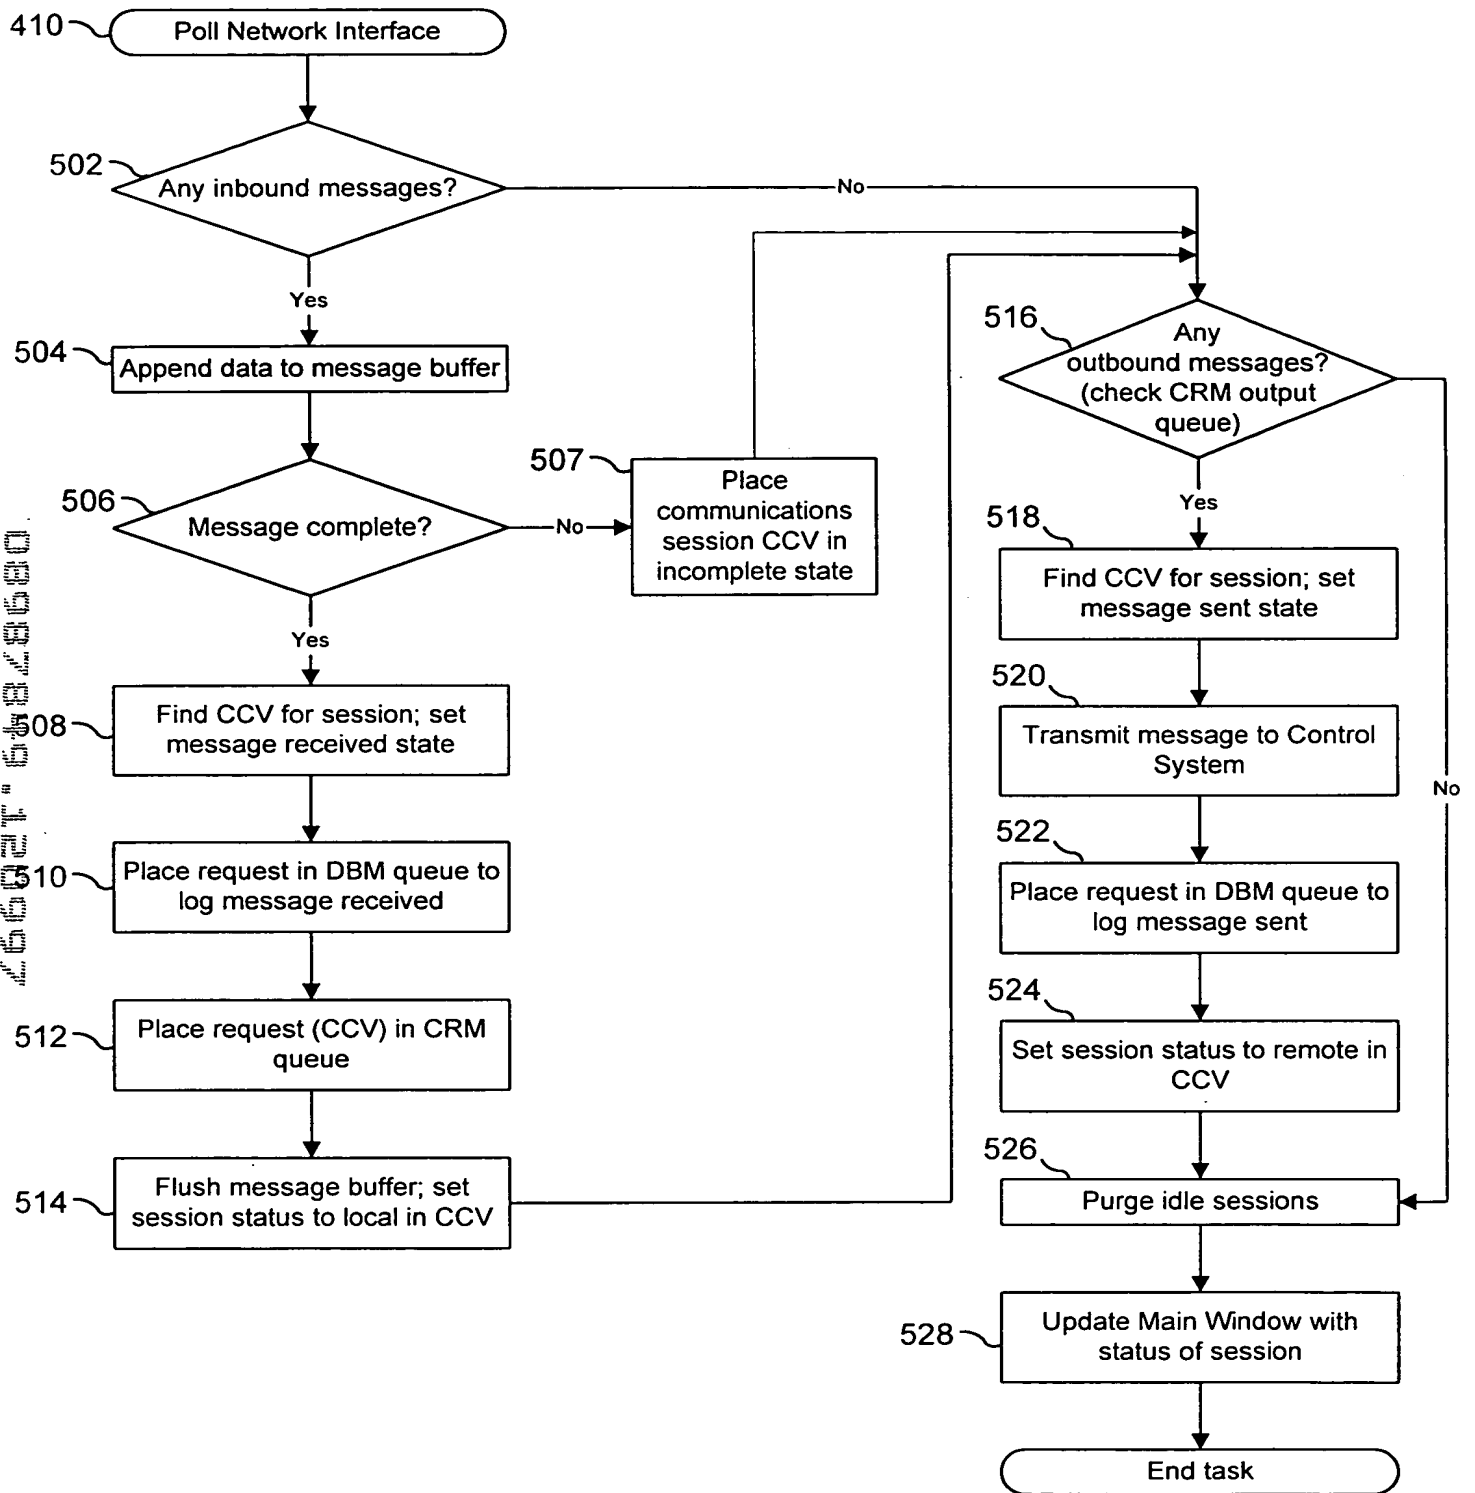 410
Poll Network Interface
502
Any inbound messages?
No
Yes
504
Append data to message buffer
506
Message complete?
No
507
Place
communications
session CCV in
incomplete state
Yes
508
Find CCV for session; set
message received state
510
Place request in DBM queue to
log message received
512
Place request (CCV) in CRM
queue
514
Flush message buffer; set
session status to local in CCV
516
Any
outbound messages?
(check CRM output
queue)
Yes
No
518
Find CCV for session; set
message sent state
520
Transmit message to Control
System
522
Place request in DBM queue to
log message sent
524
Set session status to remote in
CCV
526
Purge idle sessions
528
Update Main Window with
status of session
End task